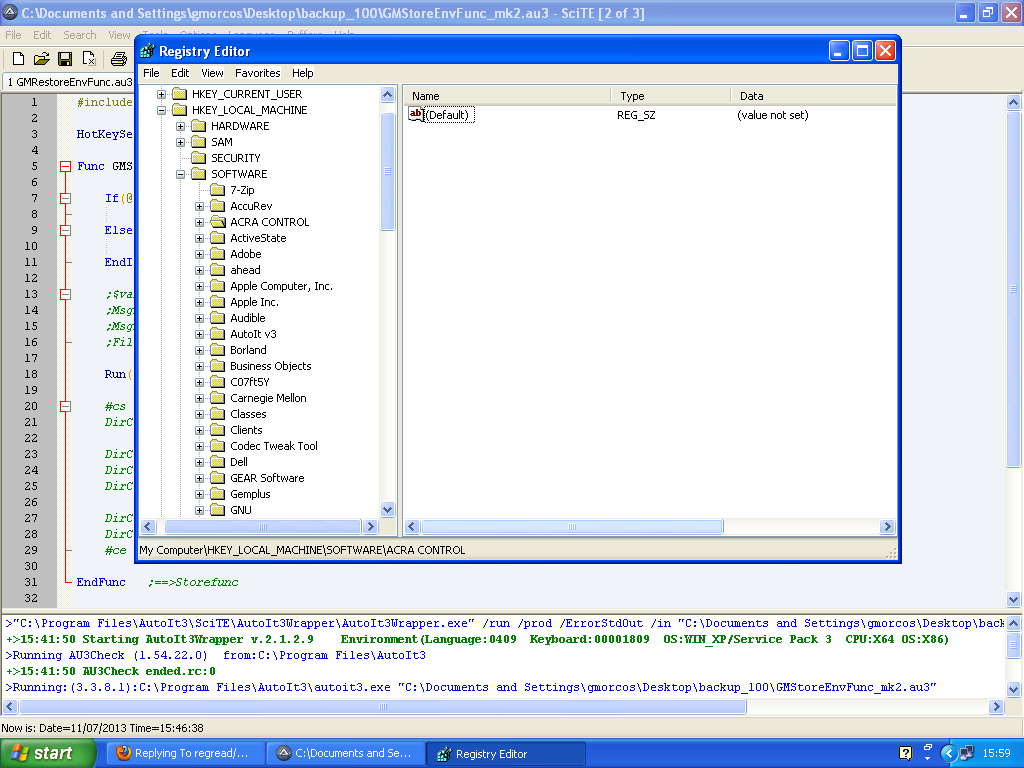 C:\Documents and Settings\gmorcos\Desktop\backup_100\GMStoreEnvFunc_mk2.au3 - SciTE [2 of 3]
File Edit Search View Tools Options Language Buffers Help
1 GMRestoreEnvFunc.au3
Registry Editor
File Edit View Favorites Help
HKEY_CURRENT_USER
HKEY_LOCAL_MACHINE
HARDWARE
SAM
SECURITY
SOFTWARE
7-Zip
AccuRev
ACRA CONTROL
ActiveState
Adobe
ahead
Apple Computer, Inc.
Apple Inc.
Audible
AutoIt v3
Borland
Business Objects
C07ft5Y
Carnegie Mellon
Classes
Clients
Codec Tweak Tool
Dell
GEAR Software
Gemplus
GNU
Name Type Data
ab (Default) REG_SZ (value not set)
My Computer\HKEY_LOCAL_MACHINE\SOFTWARE\ACRA CONTROL
1 #include
2
3 HotKeySe
4
5 Func GMS
6
7 If(@
8
9 Else
10
11 EndI
12
13 ;$va
14 ;Msg
15 ;Msg
16 ;Fil
17
18 Run(
19
20 #cs
21 DirC
22
23 DirC
24 DirC
25 DirC
26
27 DirC
28 DirC
29 #ce
30
31 EndFunc ;==>Storefunc
32
>"C:\Program Files\AutoIt3\SciTE\AutoIt3Wrapper\AutoIt3Wrapper.exe" /run /prod /ErrorStdOut /in "C:\Documents and Settings\gmorcos\Desktop\back
+>15:41:50 Starting AutoIt3Wrapper v.2.1.2.9 Environment(Language:0409 Keyboard:00001809 OS:WIN_XP/Service Pack 3 CPU:X64 OS:X86)
>Running AU3Check (1.54.22.0) from:C:\Program Files\AutoIt3
+>15:41:50 AU3Check ended.rc:0
>Running:(3.3.8.1):C:\Program Files\AutoIt3\autoit3.exe "C:\Documents and Settings\gmorcos\Desktop\backup_100\GMStoreEnvFunc_mk2.au3"
Now is: Date=11/07/2013 Time=15:46:38
start Replying To regread/... C:\Documents and Se... Registry Editor 15:59